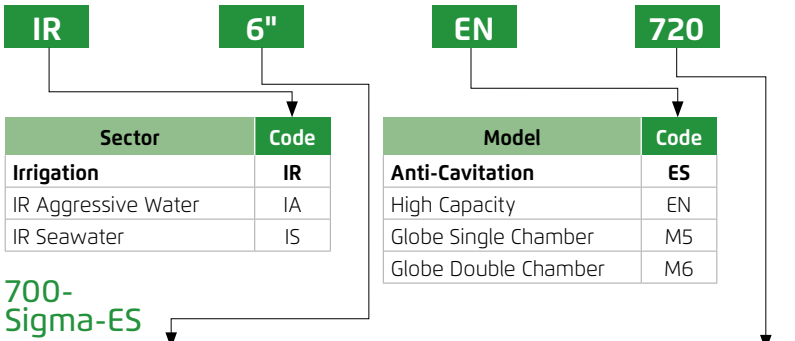 IR 6" EN 720
Sector Code
Irrigation IR
IR Aggressive Water IA
IR Seawater IS
Model Code
Anti-Cavitation ES
High Capacity EN
Globe Single Chamber M5
Globe Double Chamber M6
700-
Sigma-ES